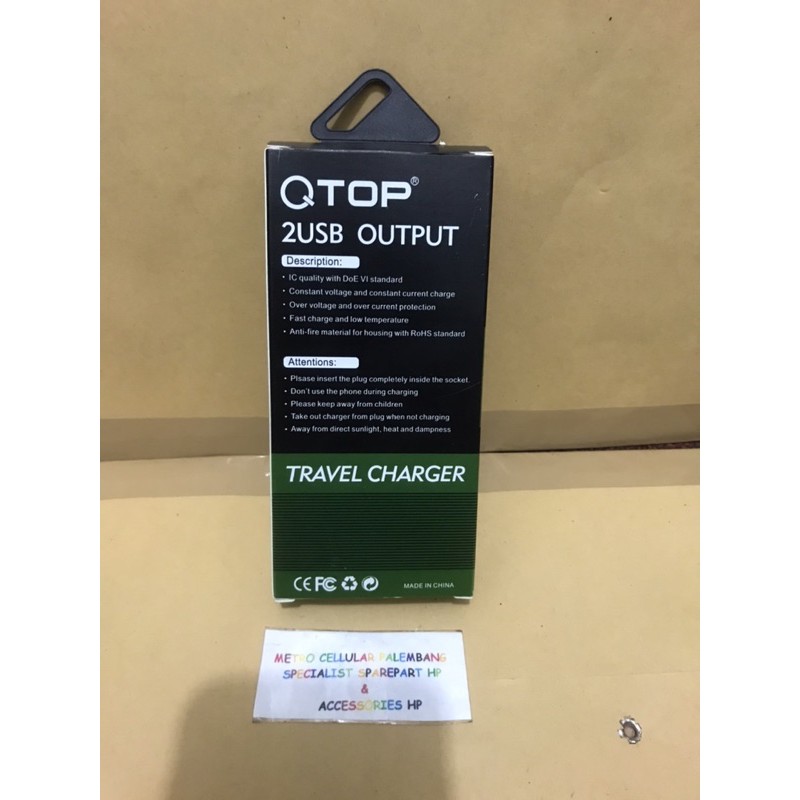 QTOP®
2USB OUTPUT
Description:
• IC quality with DoE VI standard
• Constant voltage and constant current charge
• Over voltage and over current protection
• Fast charge and low temperature
• Anti-fire material for housing with RoHS standard
Attentions:
• Plsase insert the plug completely inside the socket.
• Don't use the phone during charging
• Please keep away from children
• Take out charger from plug when not charging
• Away from direct sunlight, heat and dampness
TRAVEL CHARGER
CE FC
MADE IN CHINA
METRO CELLULAR PALEMBANG
SPECIALIST SPAREPART HP
&
ACCESSORIES HP